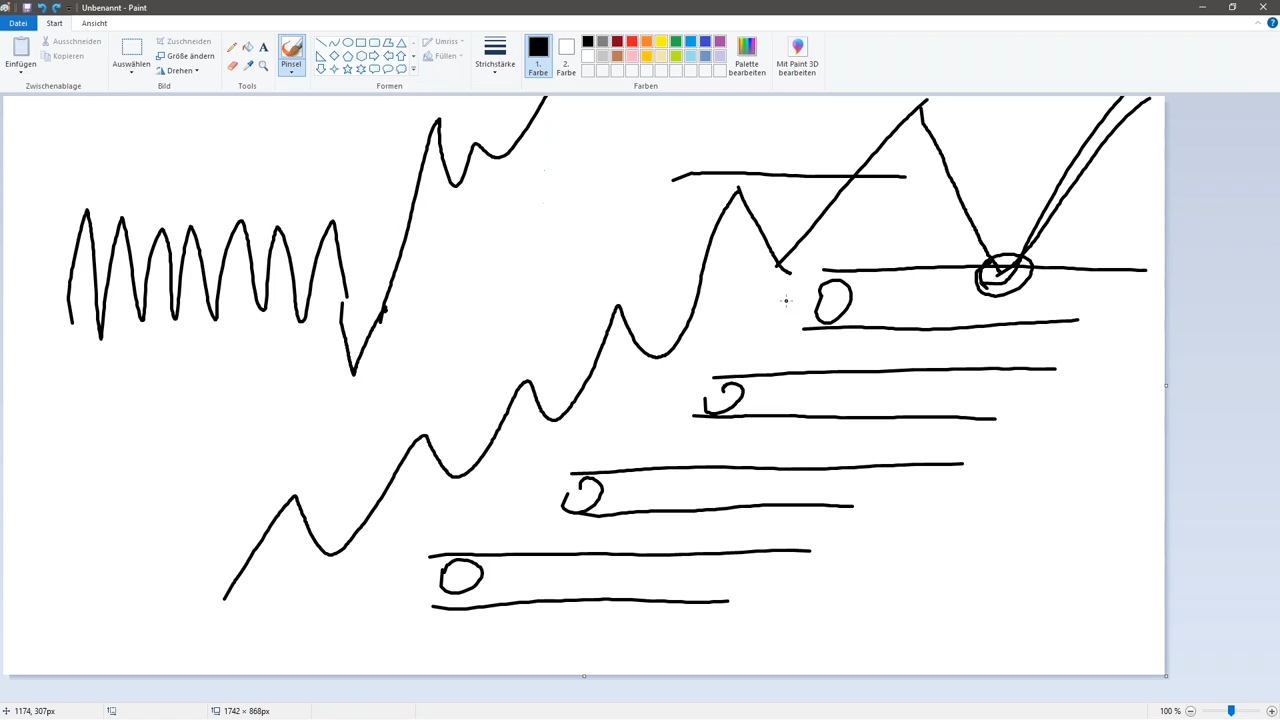 Unbenannt - Paint
Datei Start Ansicht
Einfügen
Ausschneiden
Kopieren
Zwischenablage
Auswählen
Zuschneiden
Größe ändern
Drehen
Bild
A
Tools
Pinsel
Formen
Umriss
Füllen
Strichstärke
1. Farbe
2. Farbe
Palette bearbeiten
Farben
Mit Paint 3D bearbeiten
1174, 307px
1742 × 868px
100 %